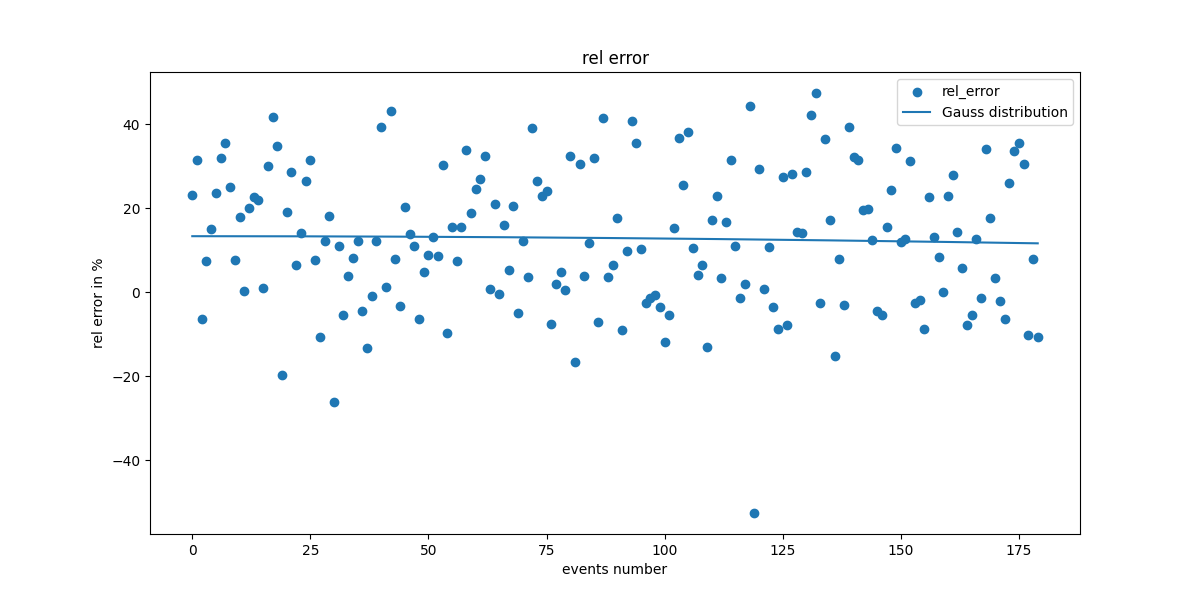 rel error
rel_error
Gauss distribution
40
20
0
−20
−40
rel error in %
0 25 50 75 100 125 150 175
events number